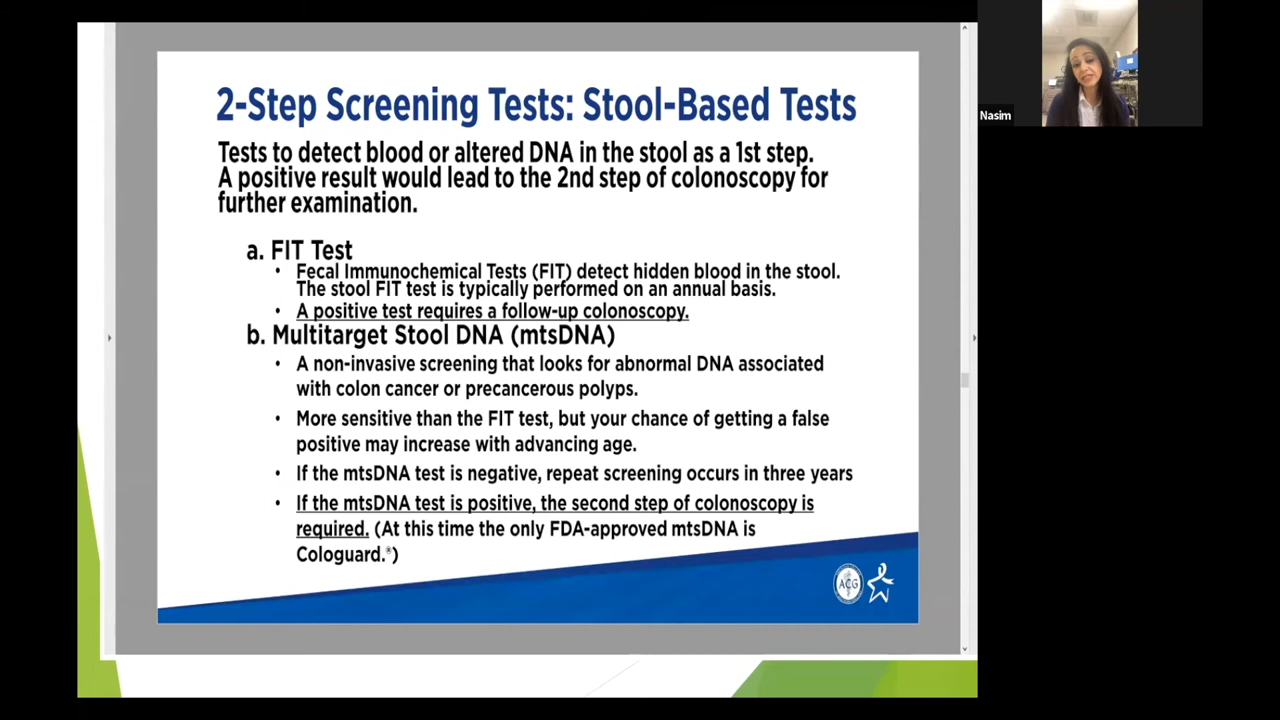 2-Step Screening Tests: Stool-Based Tests
Tests to detect blood or altered DNA in the stool as a 1st step.
A positive result would lead to the 2nd step of colonoscopy for
further examination.
a. FIT Test
• Fecal Immunochemical Tests (FIT) detect hidden blood in the stool.
The stool FIT test is typically performed on an annual basis.
• A positive test requires a follow-up colonoscopy.
b. Multitarget Stool DNA (mtsDNA)
• A non-invasive screening that looks for abnormal DNA associated
with colon cancer or precancerous polyps.
• More sensitive than the FIT test, but your chance of getting a false
positive may increase with advancing age.
• If the mtsDNA test is negative, repeat screening occurs in three years
• If the mtsDNA test is positive, the second step of colonoscopy is
required. (At this time the only FDA-approved mtsDNA is
Cologuard.®)
ACG
Nasim